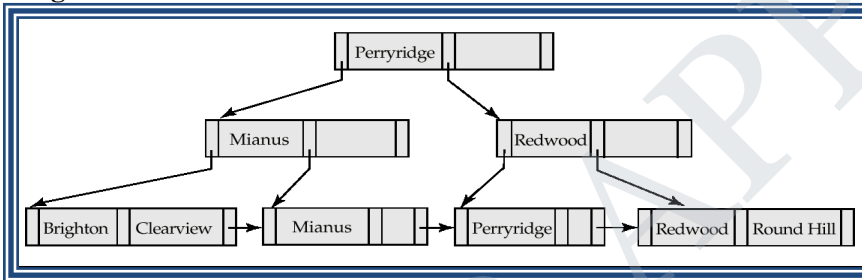 Perryridge
Mianus Redwood
Brighton Clearview Mianus Perryridge Redwood Round Hill